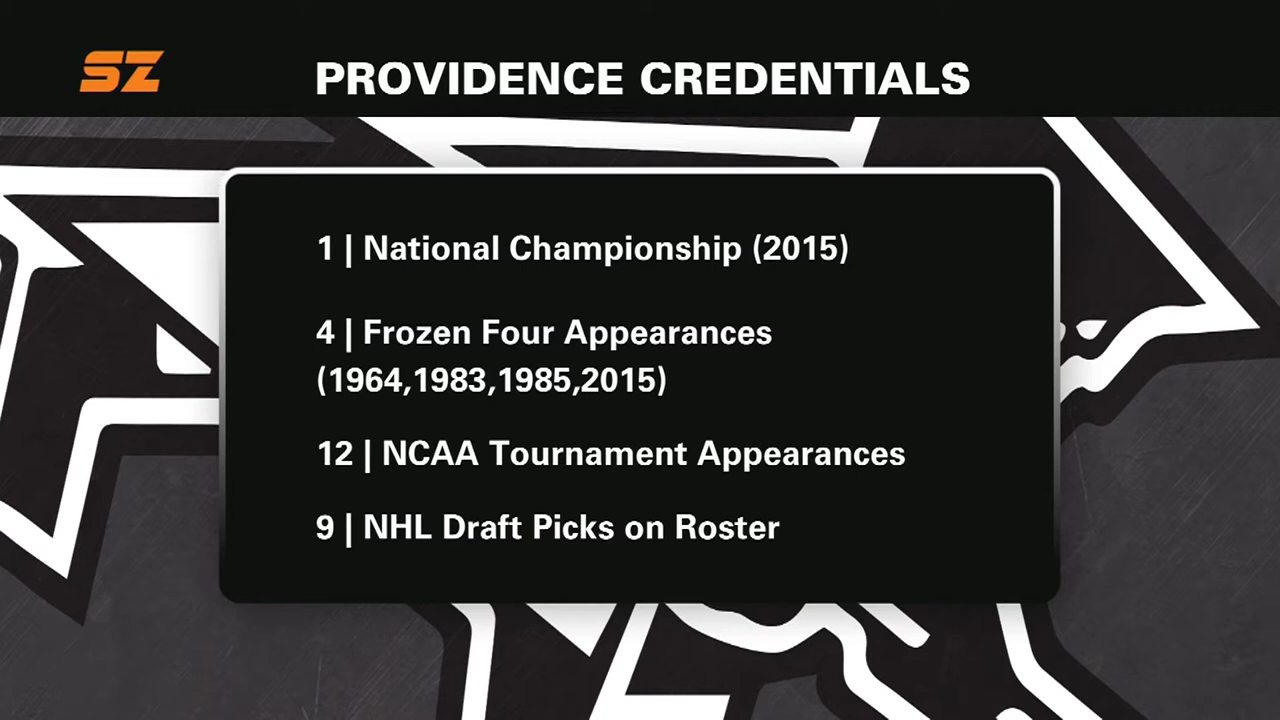 SZ
PROVIDENCE CREDENTIALS
1 | National Championship (2015)
4 | Frozen Four Appearances
(1964,1983,1985,2015)
12 | NCAA Tournament Appearances
9 | NHL Draft Picks on Roster